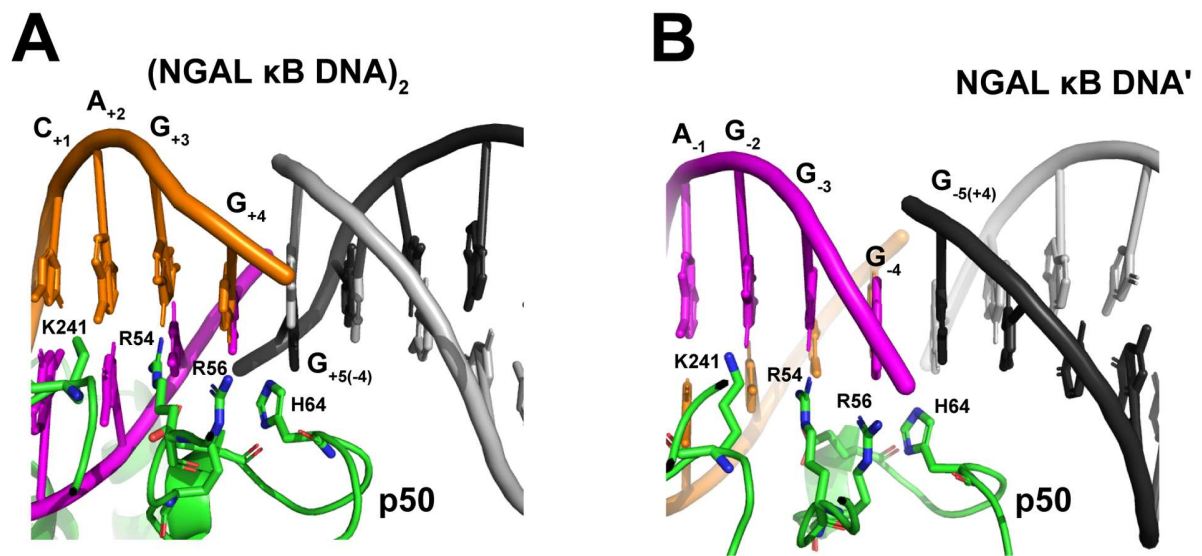 A
(NGAL κB DNA)2
C+1
A+2
G+3
G+4
K241
R54
R56
G+5(-4)
H64
p50
B
NGAL κB DNA'
A-1
G-2
G-3
G-5(+4)
G-4
K241
R54
R56
H64
p50